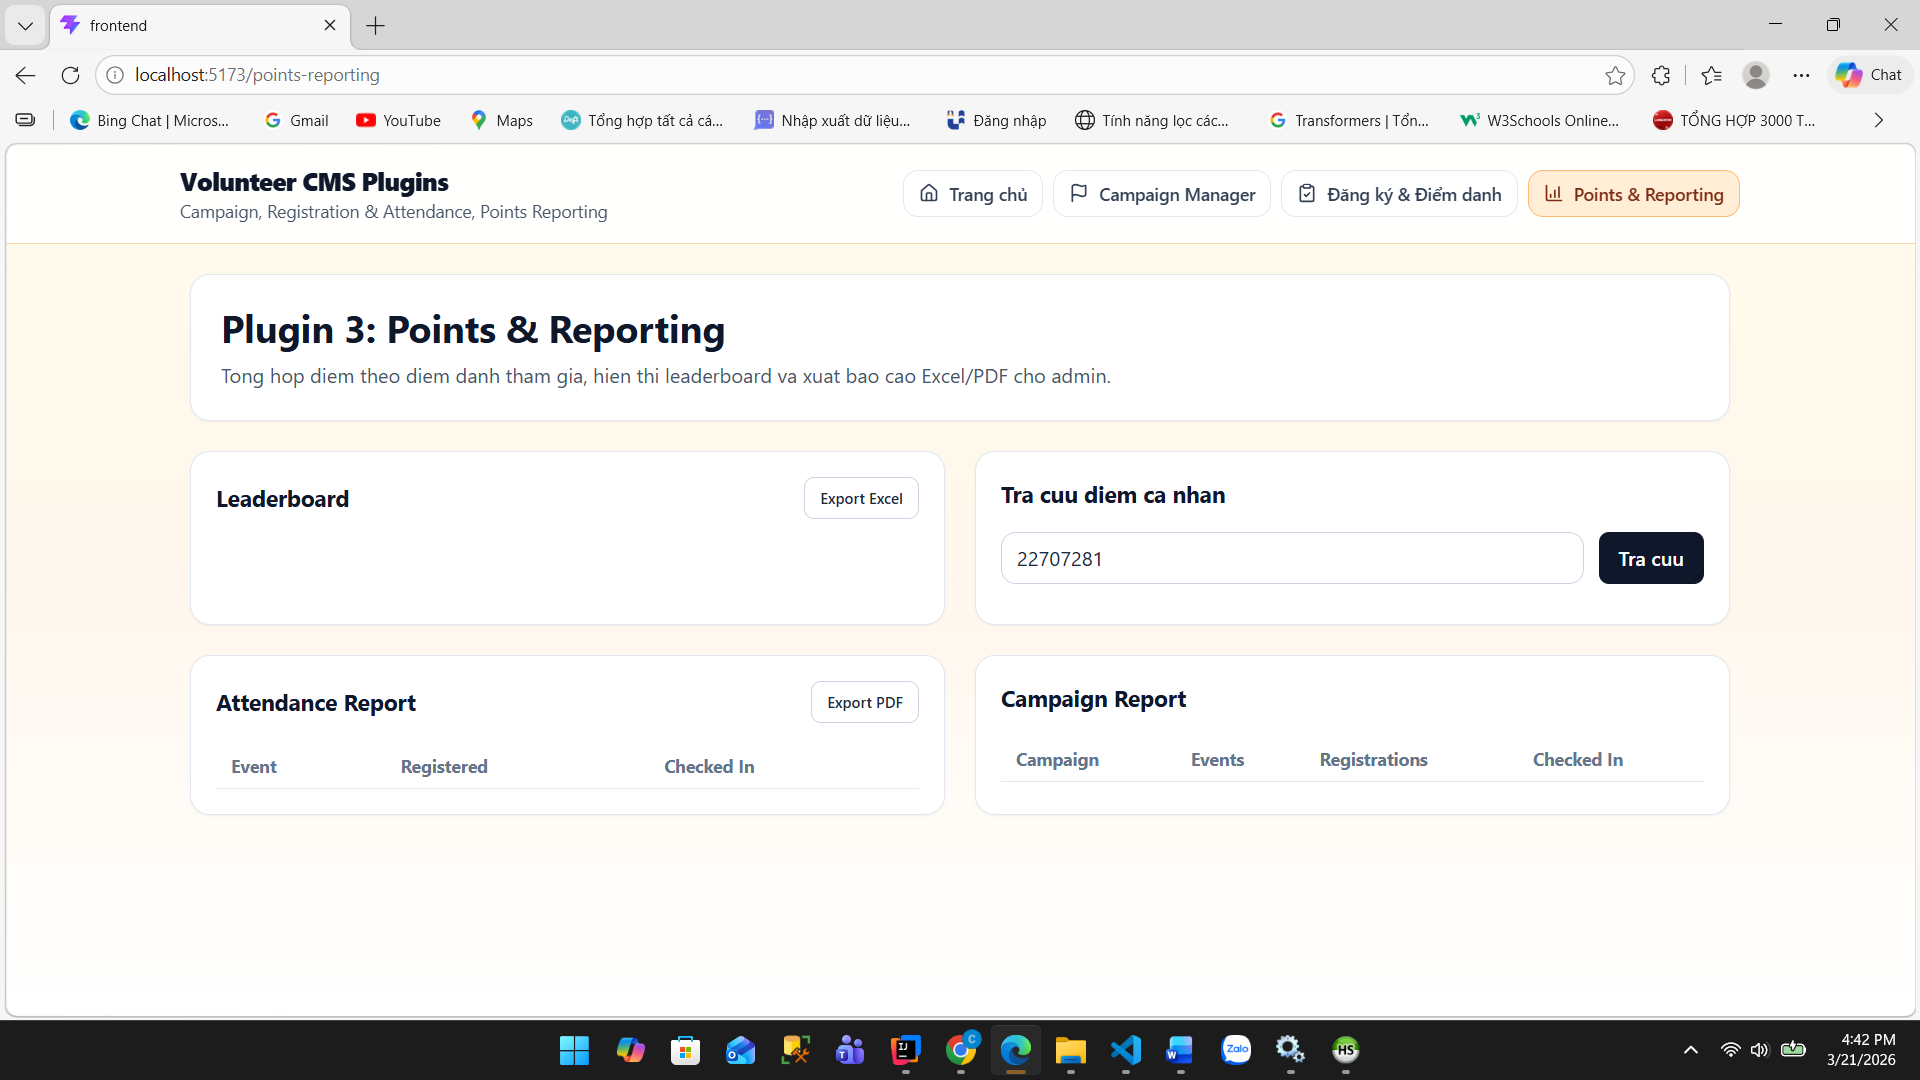 frontend
localhost:5173/points-reporting
Chat
Bing Chat | Micros...
Gmail
YouTube
Maps
Tổng hợp tất cả cá...
Nhập xuất dữ liệu...
Đăng nhập
Tính năng lọc các...
Transformers | Tổn...
W3Schools Online...
TỔNG HỢP 3000 T...
Volunteer CMS Plugins
Campaign, Registration & Attendance, Points Reporting
Trang chủ
Campaign Manager
Đăng ký & Điểm danh
Points & Reporting
Plugin 3: Points & Reporting
Tong hop diem theo diem danh tham gia, hien thi leaderboard va xuat bao cao Excel/PDF cho admin.
Leaderboard
Export Excel
Tra cuu diem ca nhan
22707281
Tra cuu
Attendance Report
Export PDF
Event Registered Checked In
Campaign Report
Campaign Events Registrations Checked In
Zalo
HS
4:42 PM
3/21/2026